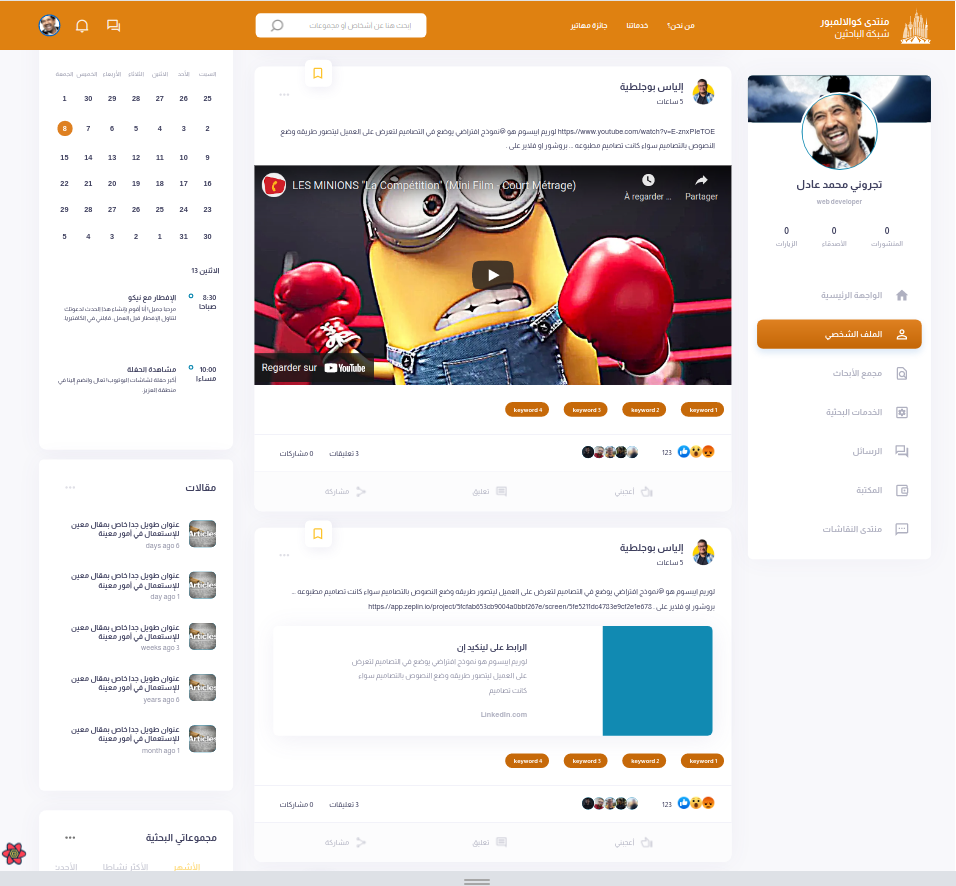 منتدى كوالالمبور
شبكة الباحثين
من نحن؟
خدماتنا
جائزة مهاتير
إبحث هنا عن أشخاص أو مجموعات
تجروني محمد عادل
web developer
0
المنشورات
0
الأصدقاء
0
الزيارات
الواجهة الرئيسية
الملف الشخصي
مجمع الأبحاث
الخدمات البحثية
الرسائل
المكتبة
منتدى النقاشات
إلياس بوجلطية
5 ساعات
لوريم ايبسوم هو @نموذج افتراضي يوضع في التصاميم لتعرض على العميل ليتصور طريقه وضع https://www.youtube.com/watch?v=E-znxPIeTOE
النصوص بالتصاميم سواء كانت تصاميم مطبوعه ... بروشور او فلاير على .
LES MINIONS "La Compétition" (Mini Film - Court Métrage)
À regarder ...
Partager
Regarder sur YouTube
keyword 1
keyword 2
keyword 3
keyword 4
123
3 تعليقات
0 مشاركات
أعجبني
تعليق
مشاركة
إلياس بوجلطية
5 ساعات
لوريم ايبسوم هو @نموذج افتراضي يوضع في التصاميم لتعرض على العميل ليتصور طريقه وضع النصوص بالتصاميم سواء كانت تصاميم مطبوعه ...
بروشور او فلاير على . https://app.zeplin.io/project/5fcfab653cb9004a0bbf267e/screen/5fe5211dc4783e9cf2e1e678
الرابط على لينكيد إن
لوريم ايبسوم هو نموذج افتراضي يوضع في التصاميم لتعرض
على العميل ليتصور طريقه وضع النصوص بالتصاميم سواء
كانت تصاميم
LinkedIn.com
keyword 1
keyword 2
keyword 3
keyword 4
123
3 تعليقات
0 مشاركات
أعجبني
تعليق
مشاركة
السبت الأحد الاثنين الثلاثاء الأربعاء الخميس الجمعة
25 26 27 28 29 30 1
2 3 4 5 6 7 8
9 10 11 12 13 14 15
16 17 18 19 20 21 22
23 24 25 26 27 28 29
30 31 1 2 3 4 5
الاثنين 13
8:30
صباحا
الإفطار مع نيكو
مرحبا جميل! أنا أقوم بإنشاء هذا الحدث لدعوتك
لتناول الإفطار قبل العمل. قابلني في الكافتيريا.
10:00
مساءا
مشاهدة الحفلة
أكبر حفلة لشاشات اليوتيوب! تعال وانضم إلينا في
منطقة العزيز
مقالات
عنوان طويل جدا خاص بمقال معين
للإستعمال في أمور معينة
6 days ago
عنوان طويل جدا خاص بمقال معين
للإستعمال في أمور معينة
1 day ago
عنوان طويل جدا خاص بمقال معين
للإستعمال في أمور معينة
3 weeks ago
عنوان طويل جدا خاص بمقال معين
للإستعمال في أمور معينة
6 years ago
عنوان طويل جدا خاص بمقال معين
للإستعمال في أمور معينة
1 month ago
Articles
Articles
Articles
Articles
Articles
مجموعاتي البحثية
الأشهر
الأكثر نشاطا